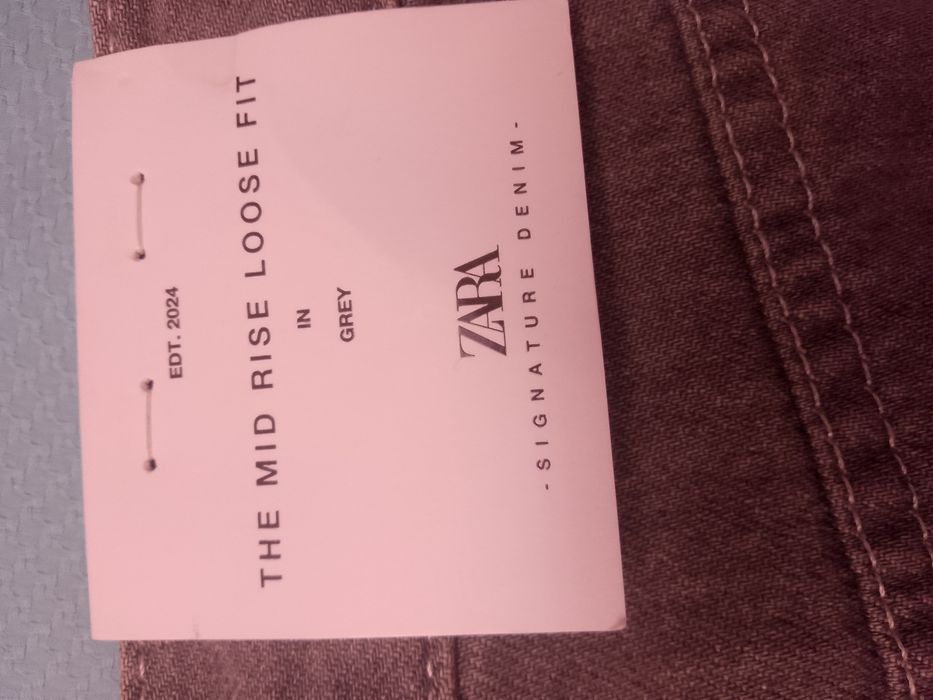 EDT. 2024
THE MID RISE LOOSE FIT
IN
GREY
ZARA
- SIGNATURE DENIM -